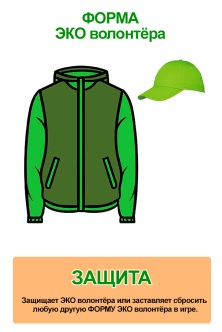 ФОРМА
ЭКО волонтёра
ЗАЩИТА
Защищает ЭКО волонтёра или заставляет сбросить
любую другую ФОРМУ ЭКО волонтёра в игре.